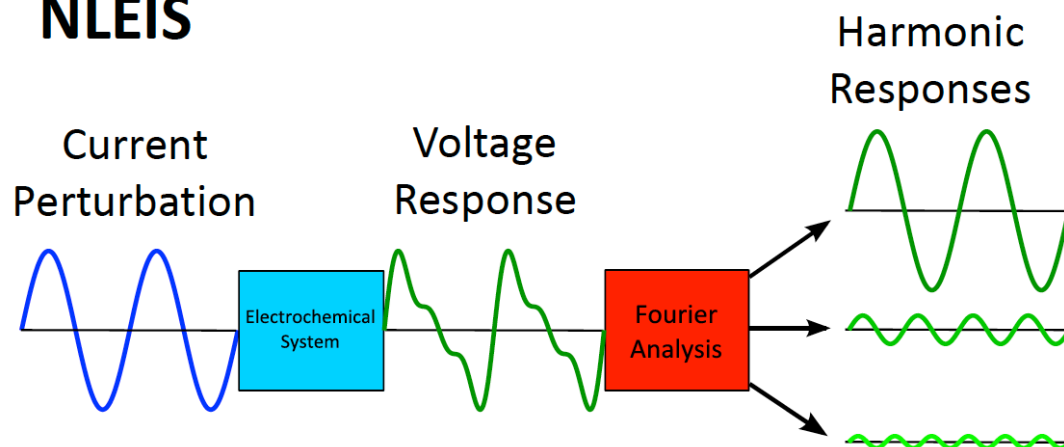 NLEIS
Harmonic
Responses
Current
Perturbation
Voltage
Response
Electrochemical
System
Fourier
Analysis